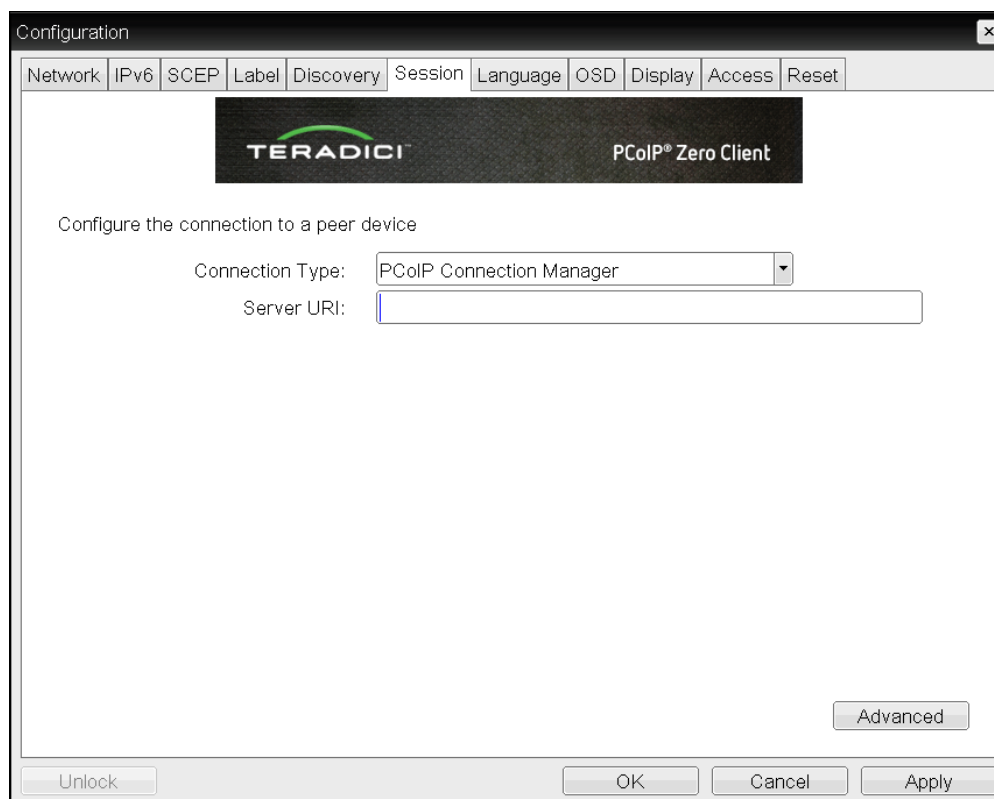 Configuration
Network IPv6 SCEP Label Discovery Session Language OSD Display Access Reset
TERADICI™ PCoIP® Zero Client
Configure the connection to a peer device
Connection Type: PCoIP Connection Manager
Server URI:
Advanced
Unlock OK Cancel Apply